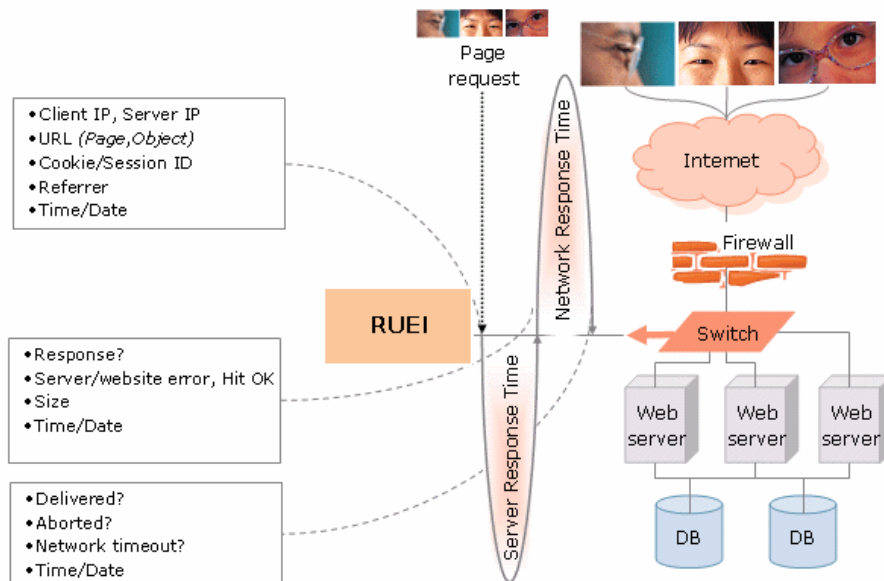 Page
request
• Client IP, Server IP
• URL (Page,Object)
• Cookie/Session ID
• Referrer
• Time/Date
Network Response Time
Internet
Firewall
RUEI
Switch
• Response?
• Server/website error, Hit OK
• Size
• Time/Date
Server Response Time
Web
server
Web
server
Web
server
• Delivered?
• Aborted?
• Network timeout?
• Time/Date
DB
DB